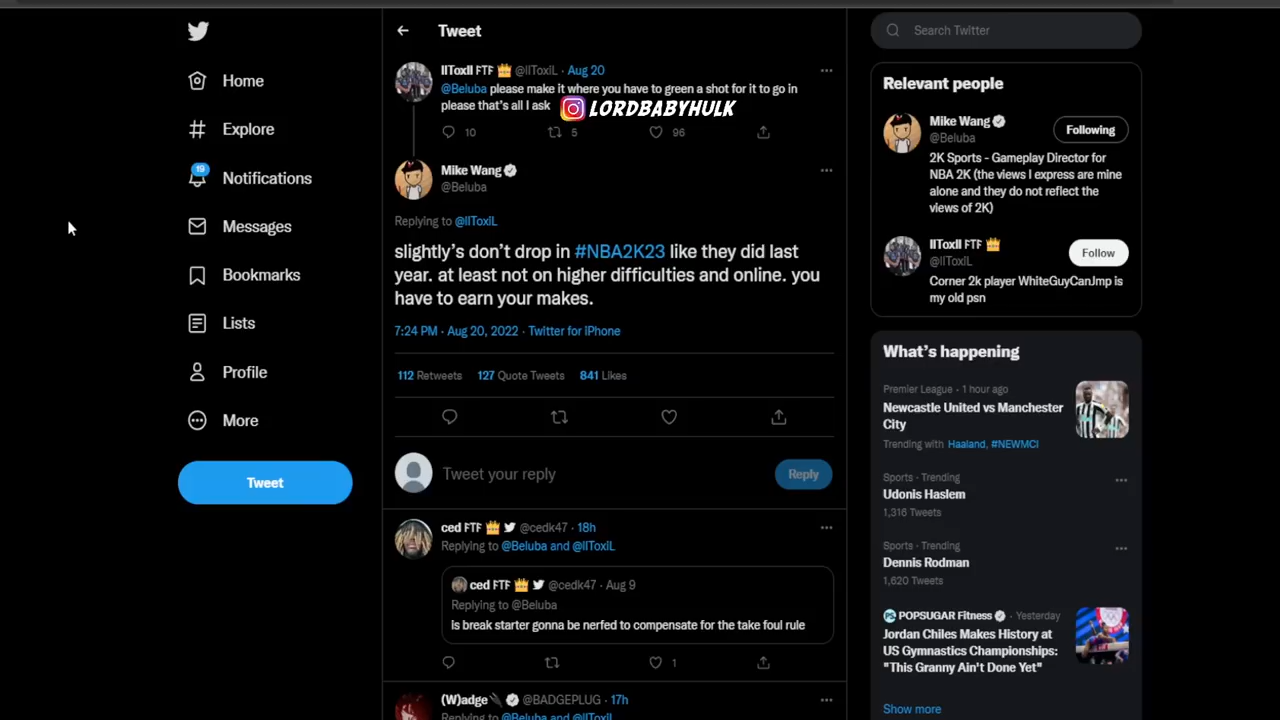 Home
Explore
19
Notifications
Messages
Bookmarks
Lists
Profile
More
Tweet
Tweet
IIToxII FTF 👑 @IIToxiL · Aug 20
@Beluba please make it where you have to green a shot for it to go in
please that's all I ask
LORDBABYHULK
10 5 96
Mike Wang
@Beluba
Replying to @IIToxiL
slightly's don't drop in #NBA2K23 like they did last
year. at least not on higher difficulties and online. you
have to earn your makes.
7:24 PM · Aug 20, 2022 · Twitter for iPhone
112 Retweets 127 Quote Tweets 841 Likes
Tweet your reply
Reply
ced FTF 👑 @cedk47 · 18h
Replying to @Beluba and @IIToxiL
ced FTF 👑 @cedk47 · Aug 9
Replying to @Beluba
is break starter gonna be nerfed to compensate for the take foul rule
1
(W)adge @BADGEPLUG · 17h
Replying to @Beluba and @IIToxiL
Search Twitter
Relevant people
Mike Wang
@Beluba
Following
2K Sports - Gameplay Director for
NBA 2K (the views I express are mine
alone and they do not reflect the
views of 2K)
IIToxII FTF 👑
@IIToxiL
Follow
Corner 2k player WhiteGuyCanJmp is
my old psn
What's happening
Premier League · 1 hour ago
Newcastle United vs Manchester
City
Trending with Haaland, #NEWMCI
Sports · Trending
Udonis Haslem
1,316 Tweets
Sports · Trending
Dennis Rodman
1,620 Tweets
POPSUGAR Fitness · Yesterday
Jordan Chiles Makes History at
US Gymnastics Championships:
"This Granny Ain't Done Yet"
Show more